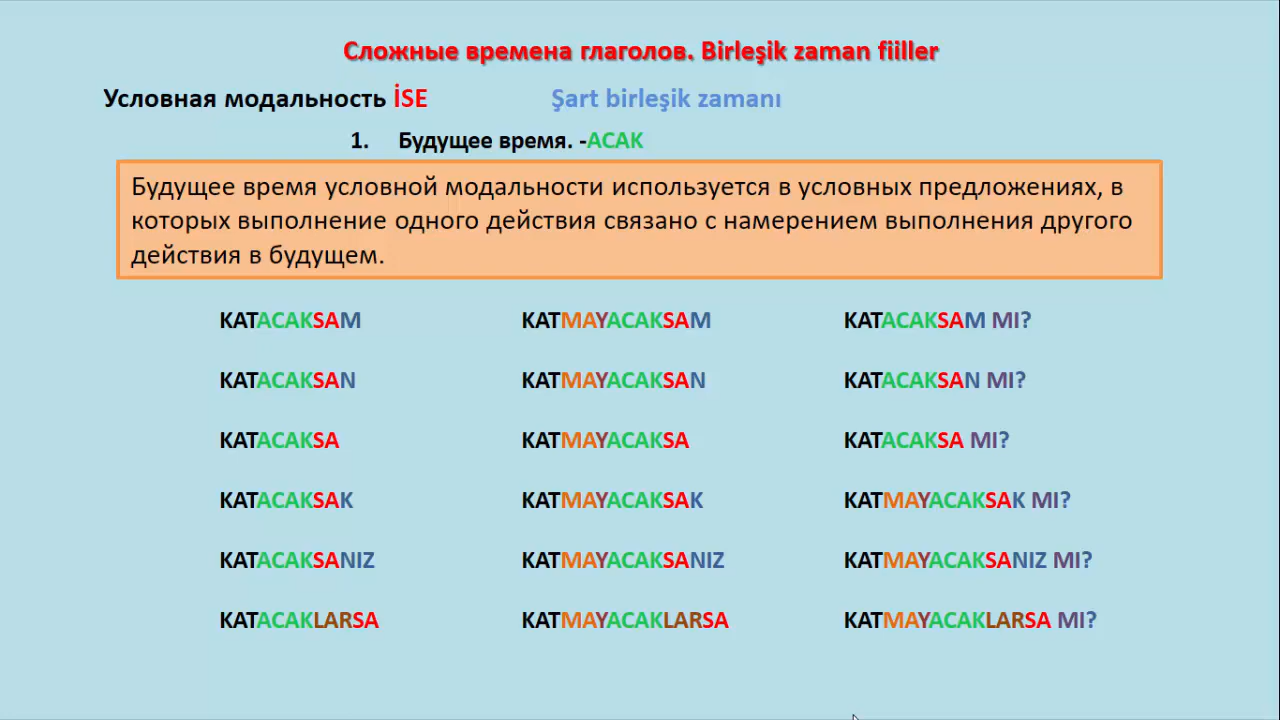 Сложные времена глаголов. Birleşik zaman fiiller
Условная модальность İSE Şart birleşik zamanı
1. Будущее время. -ACAK
Будущее время условной модальности используется в условных предложениях, в
которых выполнение одного действия связано с намерением выполнения другого
действия в будущем.
KATACAKSAM KATMAYACAKSAM KATACAKSAM MI?
KATACAKSAN KATMAYACAKSAN KATACAKSAN MI?
KATACAKSA KATMAYACAKSA KATACAKSA MI?
KATACAKSAK KATMAYACAKSAK KATMAYACAKSAK MI?
KATACAKSANIZ KATMAYACAKSANIZ KATMAYACAKSANIZ MI?
KATACAKLARSA KATMAYACAKLARSA KATMAYACAKLARSA MI?